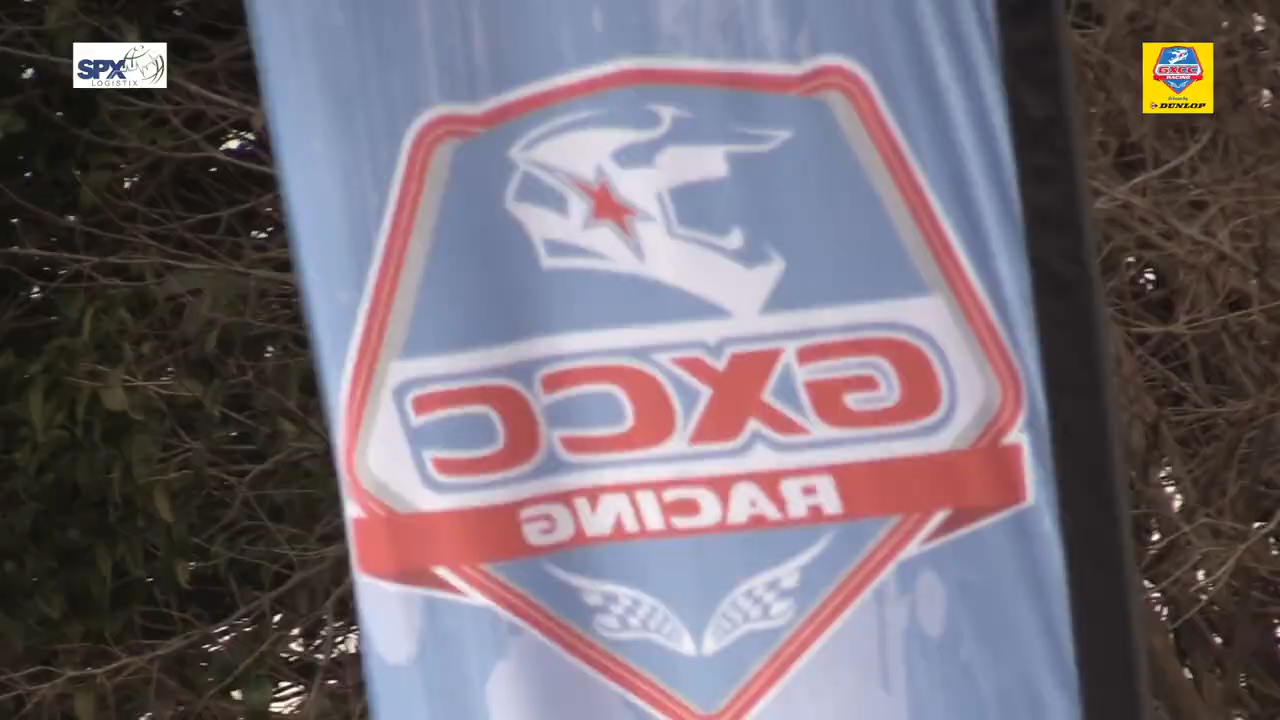 SPX
LOGISTIX
GXCC
RACING
DUNLOP
GXCC
RACING